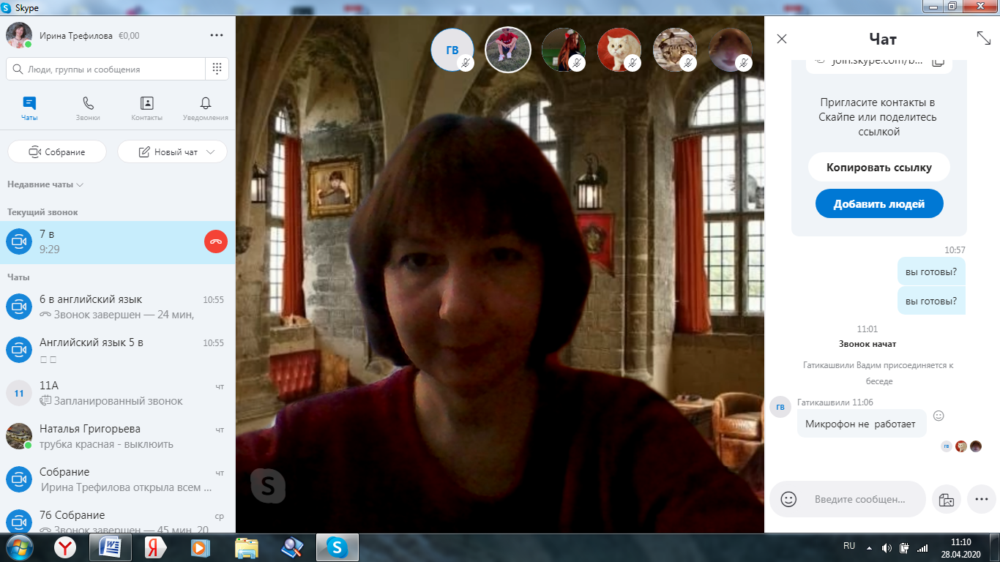 Skype
Ирина Трефилова €0,00
Люди, группы и сообщения
Чаты Звонки Контакты Уведомления
Собрание Новый чат
Недавние чаты
Текущий звонок
7 в
9:29
Чаты
6 в английский язык 10:55
Звонок завершен — 24 мин,
Английский язык 5 в 10:55
11 11А чт
Запланированный звонок
Наталья Григорьева чт
трубка красная - выклюить
Собрание чт
Ирина Трефилова открыла всем ...
7б Собрание ср
Звонок завершен — 45 мин, 20
ГВ
S
Чат
join.skype.com/b...
Пригласите контакты в
Скайпе или поделитесь
ссылкой
Копировать ссылку
Добавить людей
10:57
вы готовы?
вы готовы?
11:01
Звонок начат
Гатикашвили Вадим присоединяется к
беседе
Гатикашвили 11:06
ГВ Микрофон не работает
ГВ
Введите сообщен...
RU 11:10
28.04.2020